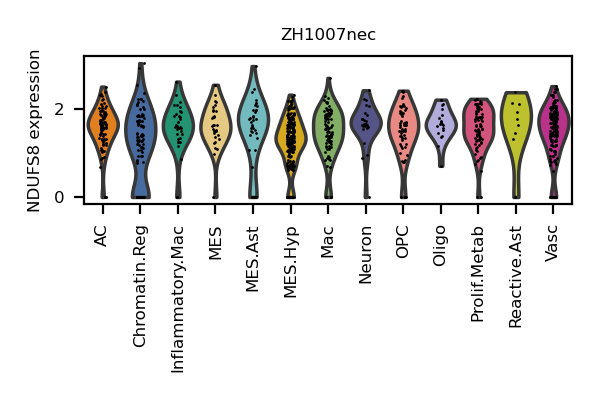 ZH1007nec
NDUFS8 expression
2
0
AC
Chromatin.Reg
Inflammatory.Mac
MES
MES.Ast
MES.Hyp
Mac
Neuron
OPC
Oligo
Prolif.Metab
Reactive.Ast
Vasc